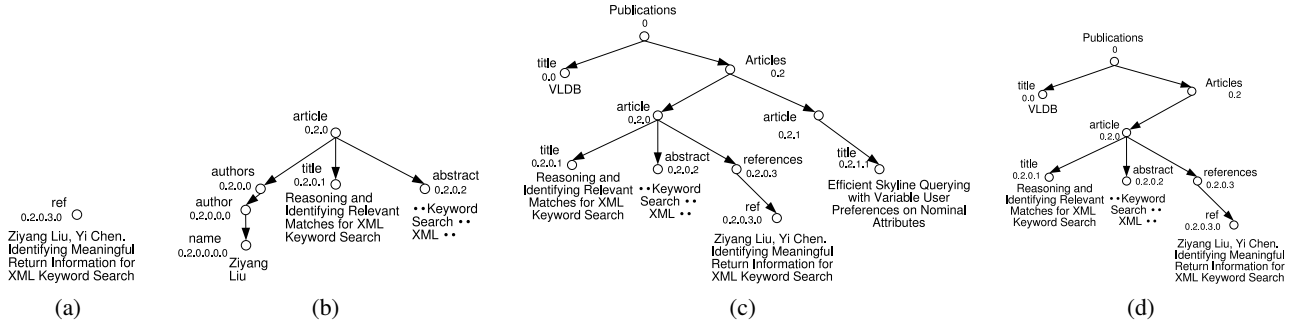 ref
0.2.0.3.0
Ziyang Liu, Yi Chen.
Identifying Meaningful
Return Information for
XML Keyword Search
(a)
article
0.2.0
authors
0.2.0.0
title
0.2.0.1
abstract
0.2.0.2
author
0.2.0.0.0
Reasoning and
Identifying Relevant
Matches for XML
Keyword Search
••Keyword
Search ••
XML ••
name
0.2.0.0.0.0
Ziyang
Liu
(b)
Publications
0
title
0.0
VLDB
Articles
0.2
article
0.2.0
article
0.2.1
title
0.2.0.1
Reasoning and
Identifying Relevant
Matches for XML
Keyword Search
abstract
0.2.0.2
••Keyword
Search ••
XML ••
references
0.2.0.3
title
0.2.1.1
Efficient Skyline Querying
with Variable User
Preferences on Nominal
Attributes
ref
0.2.0.3.0
Ziyang Liu, Yi Chen.
Identifying Meaningful
Return Information for
XML Keyword Search
(c)
Publications
0
title
0.0
VLDB
Articles
0.2
article
0.2.0
title
0.2.0.1
Reasoning and
Identifying Relevant
Matches for XML
Keyword Search
abstract
0.2.0.2
••Keyword
Search ••
XML ••
references
0.2.0.3
ref
0.2.0.3.0
Ziyang Liu, Yi Chen.
Identifying Meaningful
Return Information for
XML Keyword Search
(d)